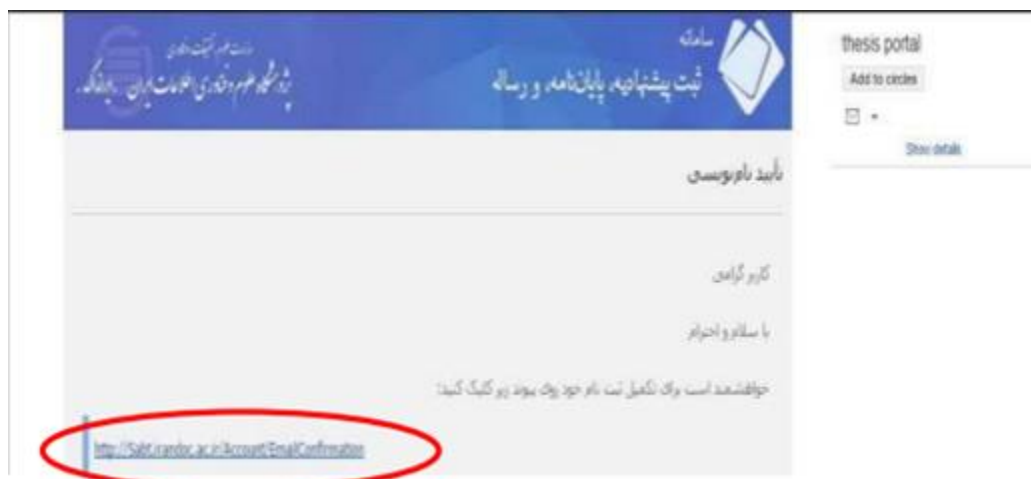 سامانه
ثبت پیشنهادیه، پایان‌نامه، و رساله
وزارت علوم، تحقیقات و فناوری
پژوهشگاه علوم و فناوری اطلاعات ایران
thesis portal
Add to circles
Show details
تأیید نام‌نویسی
کاربر گرامی
با سلام و احترام
خواهشمند است برای تکمیل ثبت نام خود روی پیوند زیر کلیک کنید:
http://Sabt.irandoc.ac.ir/Account/EmailConfirmation